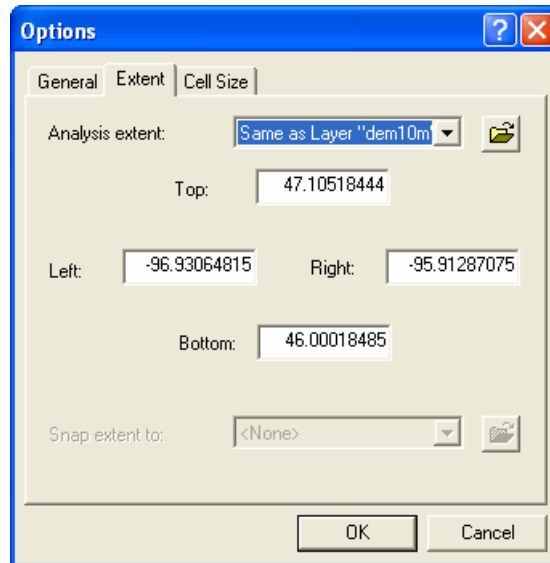 Options
General Extent Cell Size
Analysis extent: Same as Layer "dem10m"
Top: 47.10518444
Left: -96.93064815 Right: -95.91287075
Bottom: 46.00018485
Snap extent to: <None>
OK Cancel